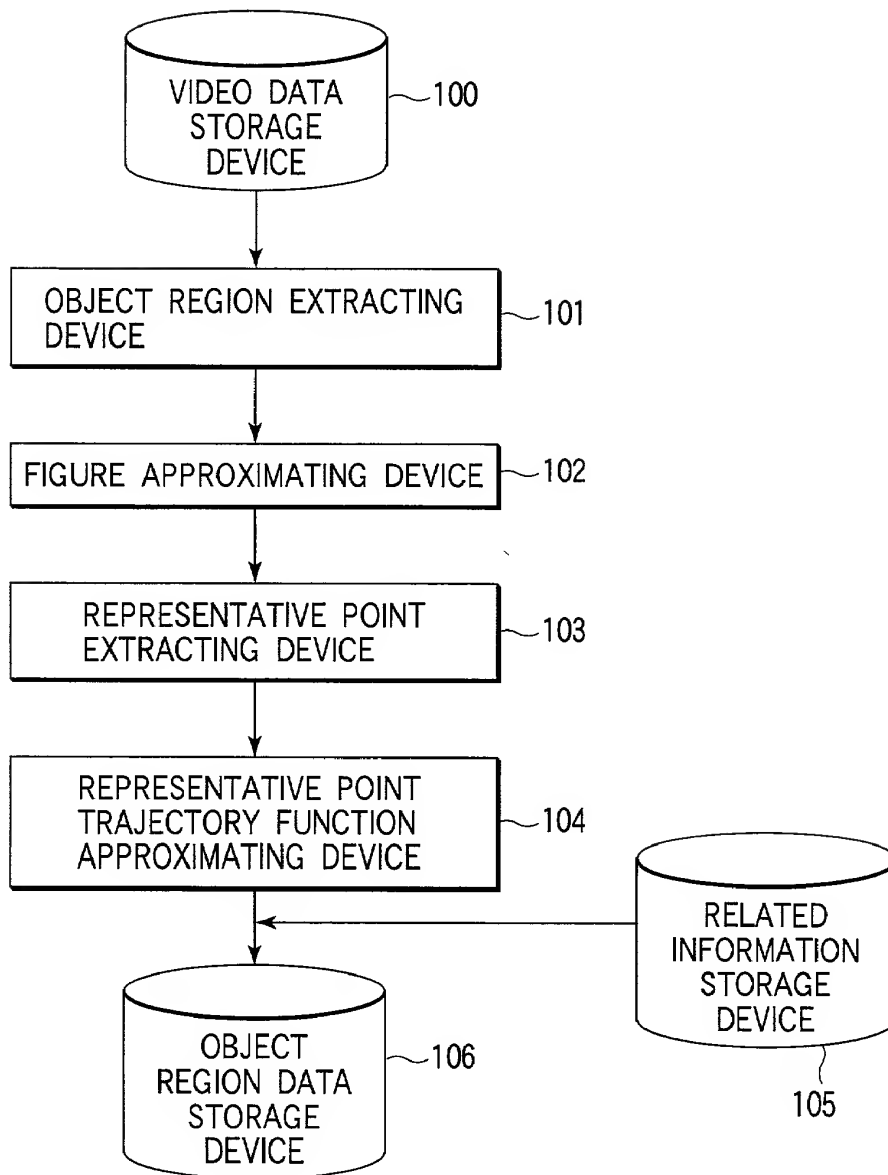 VIDEO DATA
STORAGE
DEVICE
100
OBJECT REGION EXTRACTING
DEVICE
101
FIGURE APPROXIMATING DEVICE
102
REPRESENTATIVE POINT
EXTRACTING DEVICE
103
REPRESENTATIVE POINT
TRAJECTORY FUNCTION
APPROXIMATING DEVICE
104
RELATED
INFORMATION
STORAGE
DEVICE
105
OBJECT
REGION DATA
STORAGE
DEVICE
106